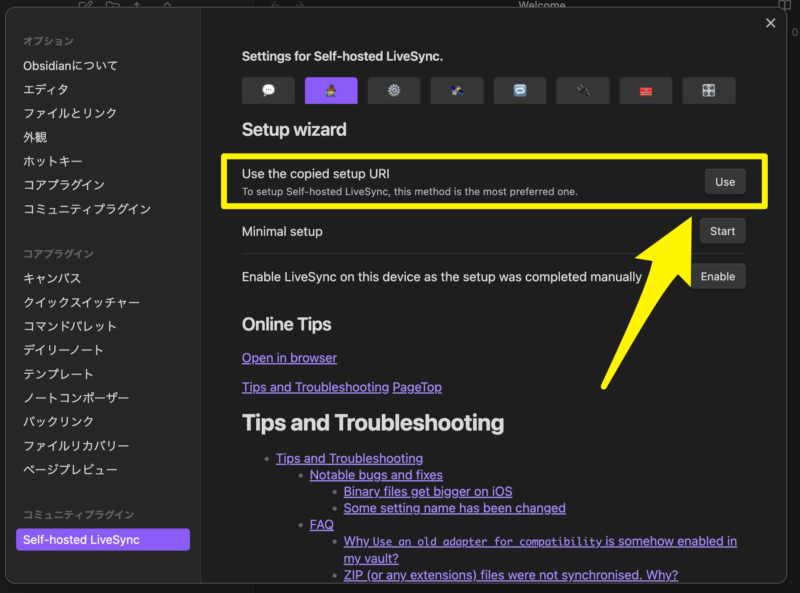 Welcome
オプション
Obsidianについて
エディタ
ファイルとリンク
外観
ホットキー
コアプラグイン
コミュニティプラグイン
コアプラグイン
キャンバス
クイックスイッチャー
コマンドパレット
デイリーノート
テンプレート
ノートコンポーザー
バックリンク
ファイルリカバリー
ページプレビュー
コミュニティプラグイン
Self-hosted LiveSync
Settings for Self-hosted LiveSync.
Setup wizard
Use the copied setup URI
To setup Self-hosted LiveSync, this method is the most preferred one.
Use
Minimal setup
Start
Enable LiveSync on this device as the setup was completed manually
Enable
Online Tips
Open in browser
Tips and Troubleshooting PageTop
Tips and Troubleshooting
Tips and Troubleshooting
Notable bugs and fixes
Binary files get bigger on iOS
Some setting name has been changed
FAQ
Why Use an old adapter for compatibility is somehow enabled in
my vault?
ZIP (or any extensions) files were not synchronised. Why?